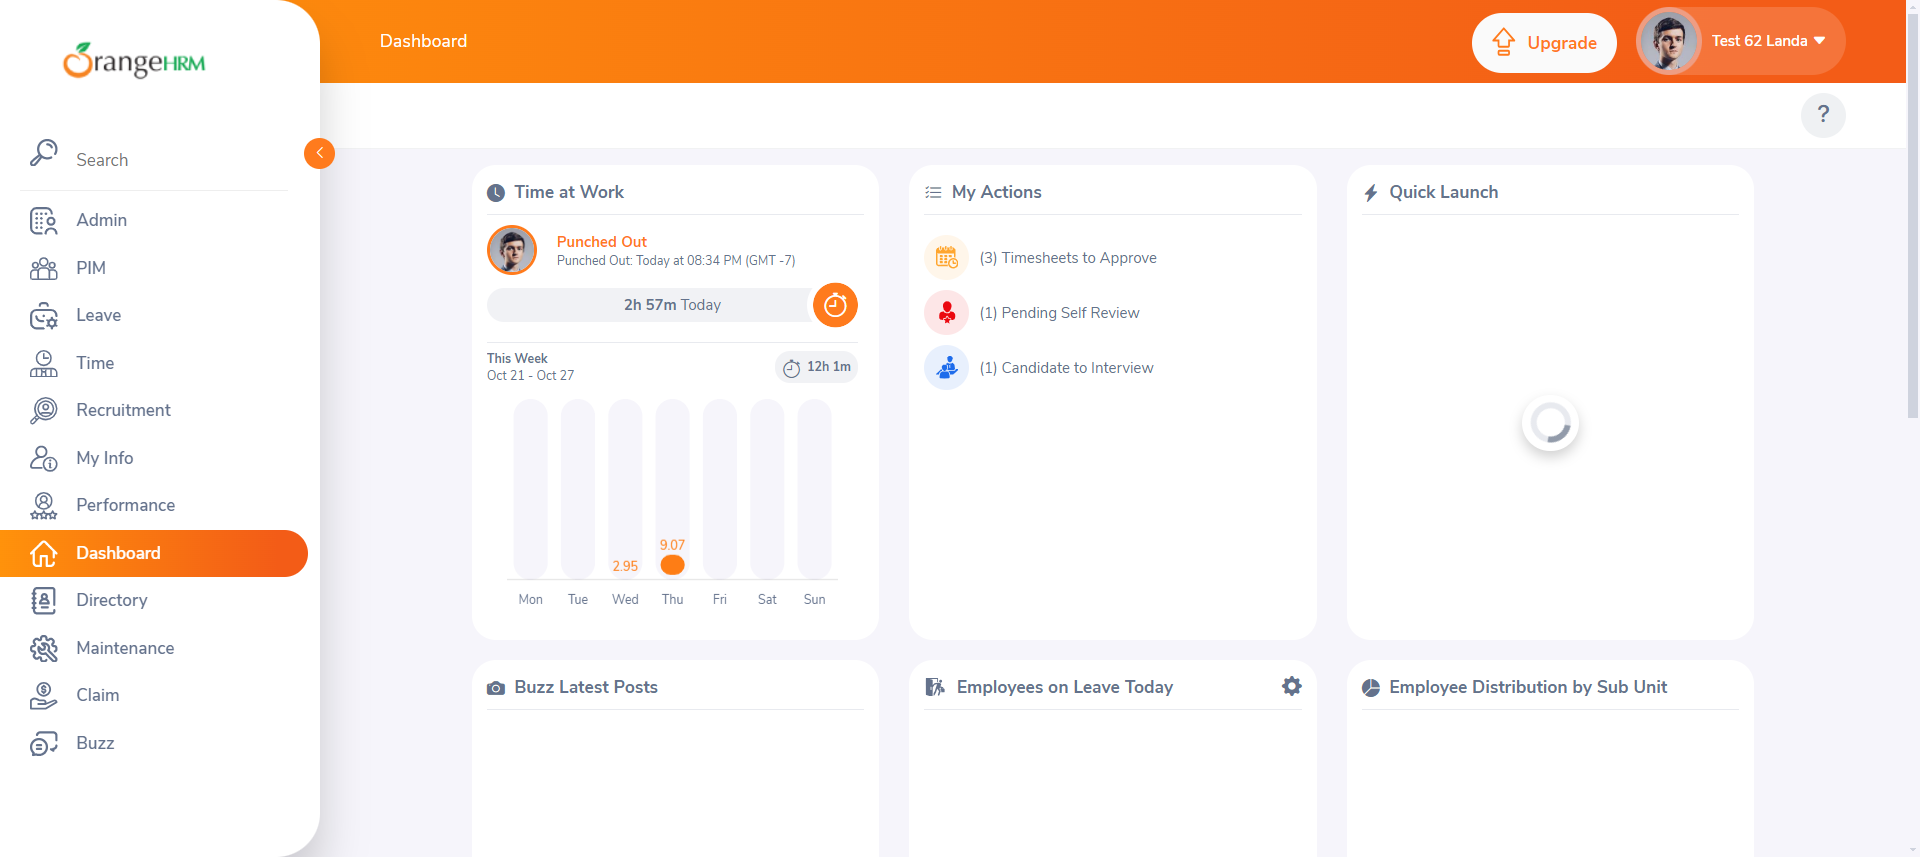 OrangeHRM
Dashboard
Upgrade
Test 62 Landa
?
Search
Admin
PIM
Leave
Time
Recruitment
My Info
Performance
Dashboard
Directory
Maintenance
Claim
Buzz
Time at Work
Punched Out
Punched Out: Today at 08:34 PM (GMT -7)
2h 57m Today
This Week
Oct 21 - Oct 27
12h 1m
9.07
2.95
Mon Tue Wed Thu Fri Sat Sun
My Actions
(3) Timesheets to Approve
(1) Pending Self Review
(1) Candidate to Interview
Quick Launch
Buzz Latest Posts
Employees on Leave Today
Employee Distribution by Sub Unit